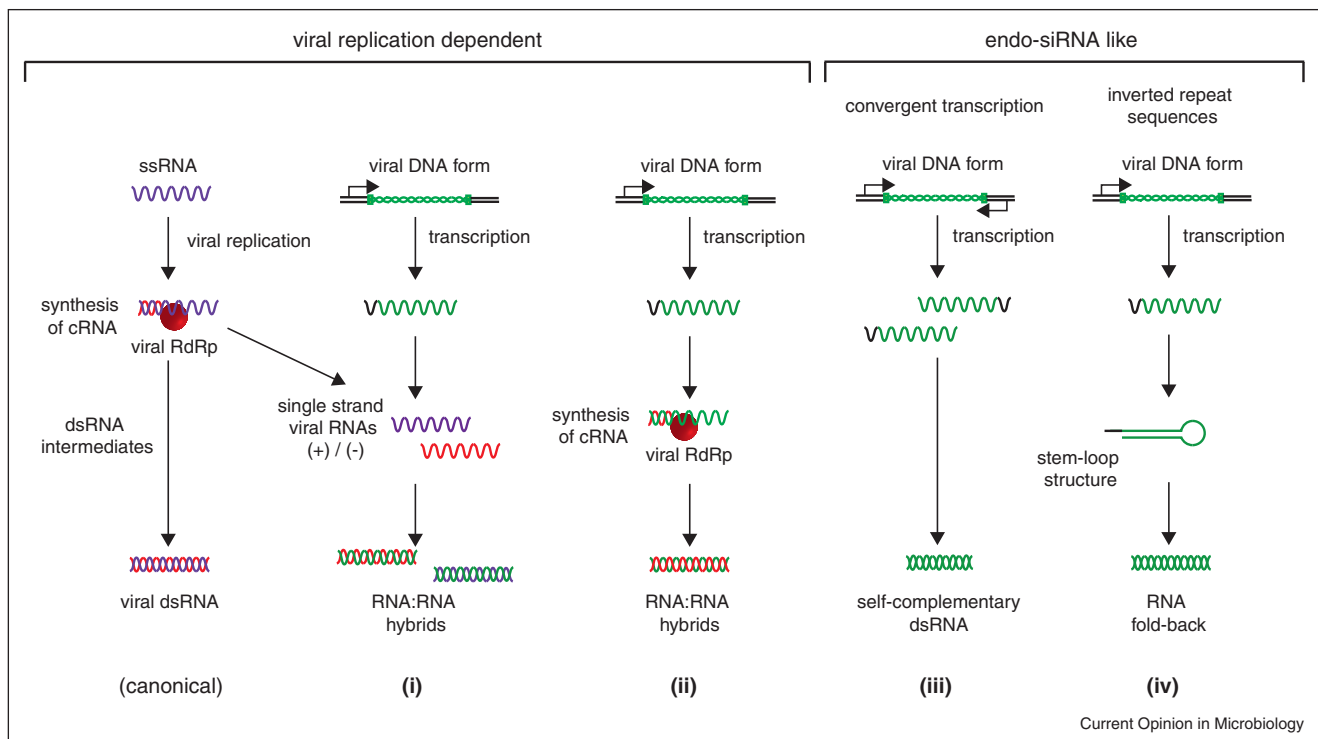 viral replication dependent
endo-siRNA like
convergent transcription
inverted repeat
sequences
ssRNA
viral DNA form
viral DNA form
viral DNA form
viral DNA form
viral replication
transcription
transcription
transcription
transcription
synthesis
of cRNA
viral RdRp
dsRNA
intermediates
single strand
viral RNAs
(+) / (-)
synthesis
of cRNA
viral RdRp
stem-loop
structure
viral dsRNA
RNA:RNA
hybrids
RNA:RNA
hybrids
self-complementary
dsRNA
RNA
fold-back
(canonical)
(i)
(ii)
(iii)
(iv)
Current Opinion in Microbiology